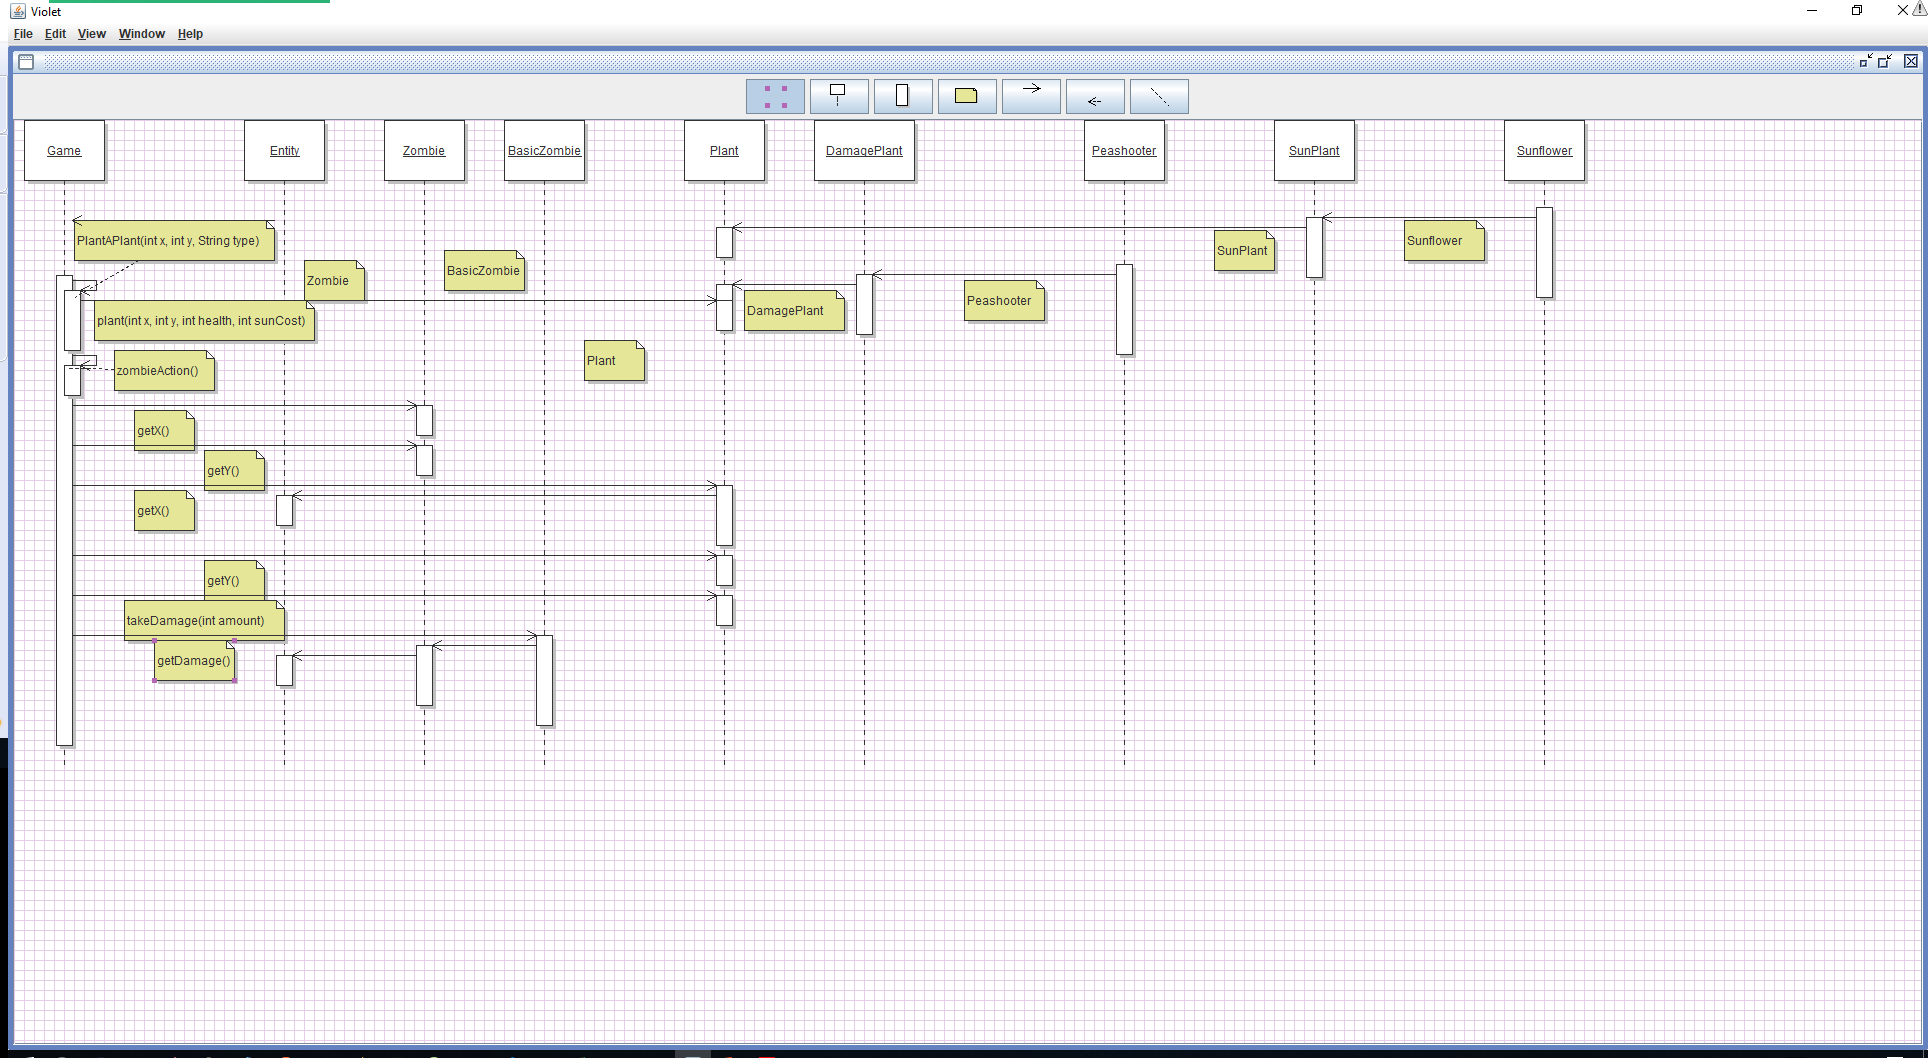 Violet
File Edit View Window Help
Game Entity Zombie BasicZombie Plant DamagePlant Peashooter SunPlant Sunflower
PlantAPlant(int x, int y, String type)
Sunflower
SunPlant
BasicZombie
Zombie
Peashooter
DamagePlant
plant(int x, int y, int health, int sunCost)
Plant
zombieAction()
getX()
getY()
getX()
getY()
takeDamage(int amount)
getDamage()